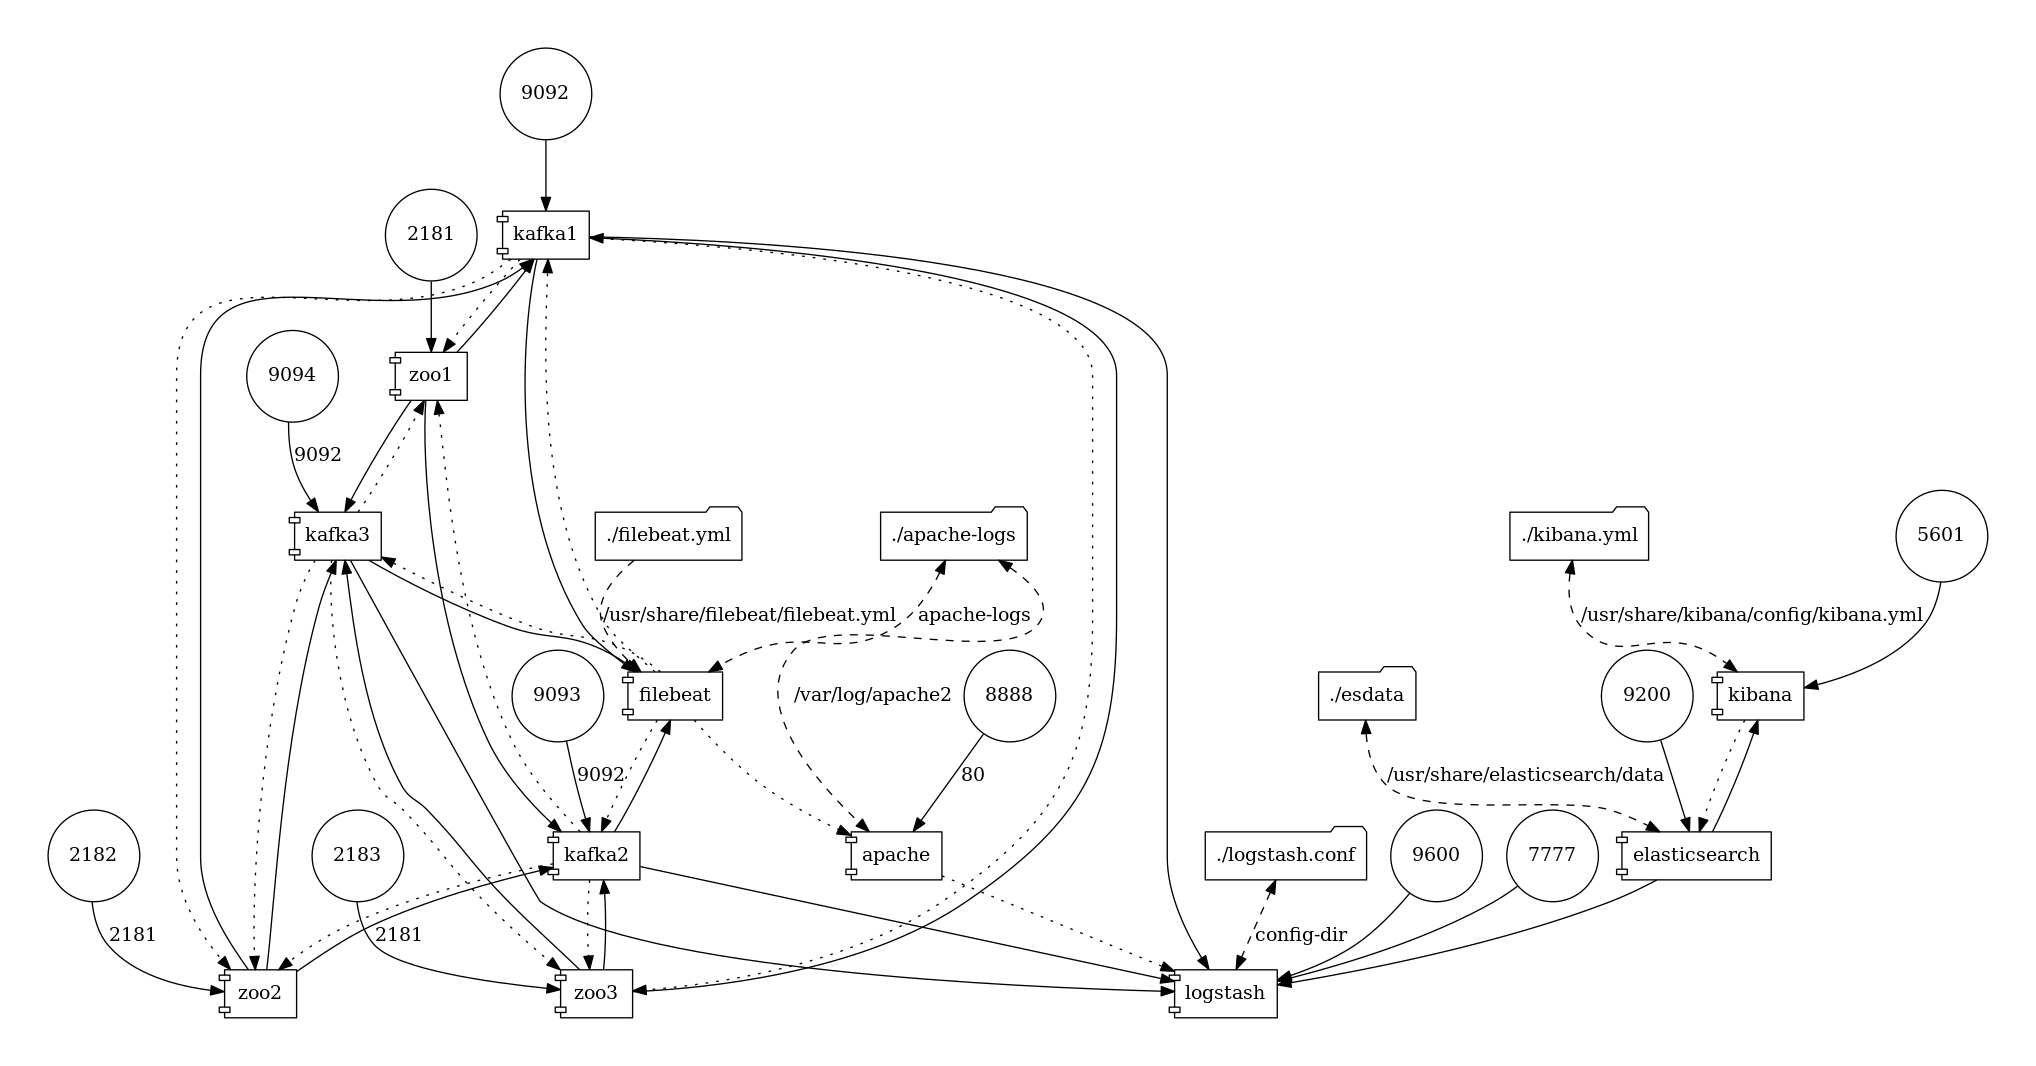 9092
kafka1
2181
zoo1
9094
9092
kafka3
./filebeat.yml
./apache-logs
./kibana.yml
5601
/usr/share/filebeat/filebeat.yml
apache-logs
/usr/share/kibana/config/kibana.yml
9093
filebeat
/var/log/apache2
8888
./esdata
9200
kibana
9092
80
/usr/share/elasticsearch/data
2182
2183
kafka2
apache
./logstash.conf
9600
7777
elasticsearch
2181
2181
config-dir
zoo2
zoo3
logstash